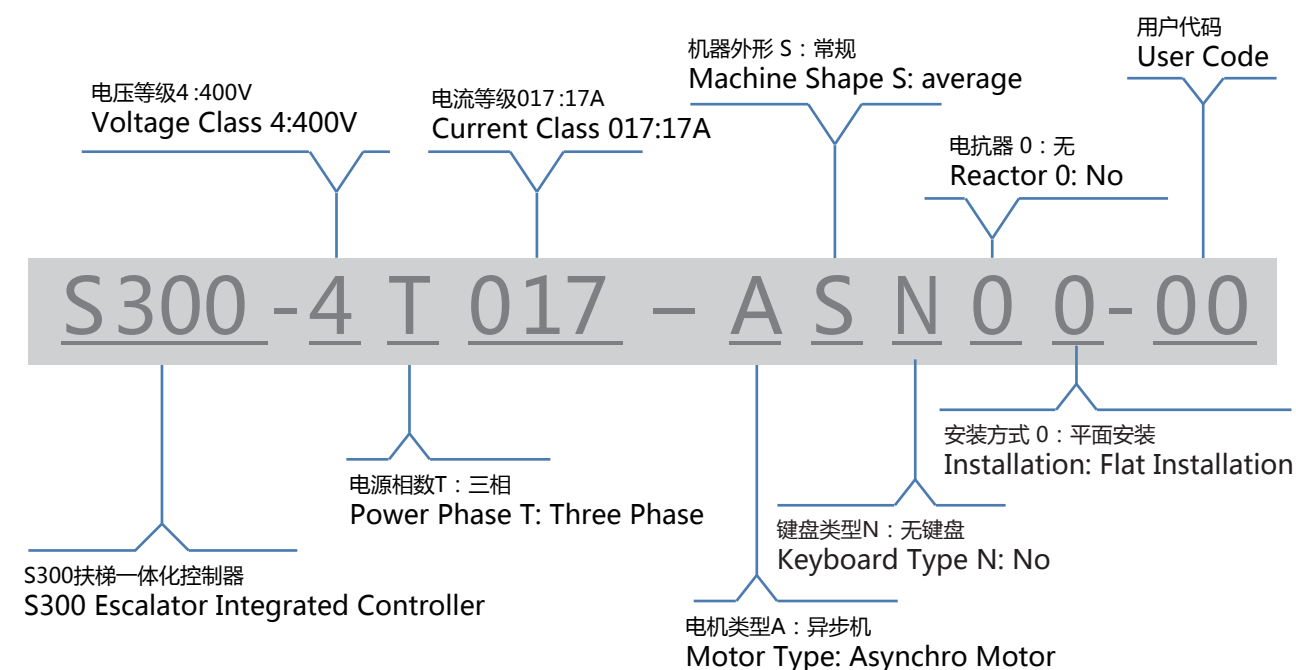 用户代码
User Code
机器外形 S：常规
Machine Shape S: average
电压等级4 :400V
Voltage Class 4:400V
电流等级017 :17A
Current Class 017:17A
电抗器 0：无
Reactor 0: No
S300 -4 T 017 – A S N 0 0- 00
安装方式 0：平面安装
Installation: Flat Installation
电源相数T：三相
Power Phase T: Three Phase
键盘类型N：无键盘
Keyboard Type N: No
S300扶梯一体化控制器
S300 Escalator Integrated Controller
电机类型A：异步机
Motor Type: Asynchro Motor